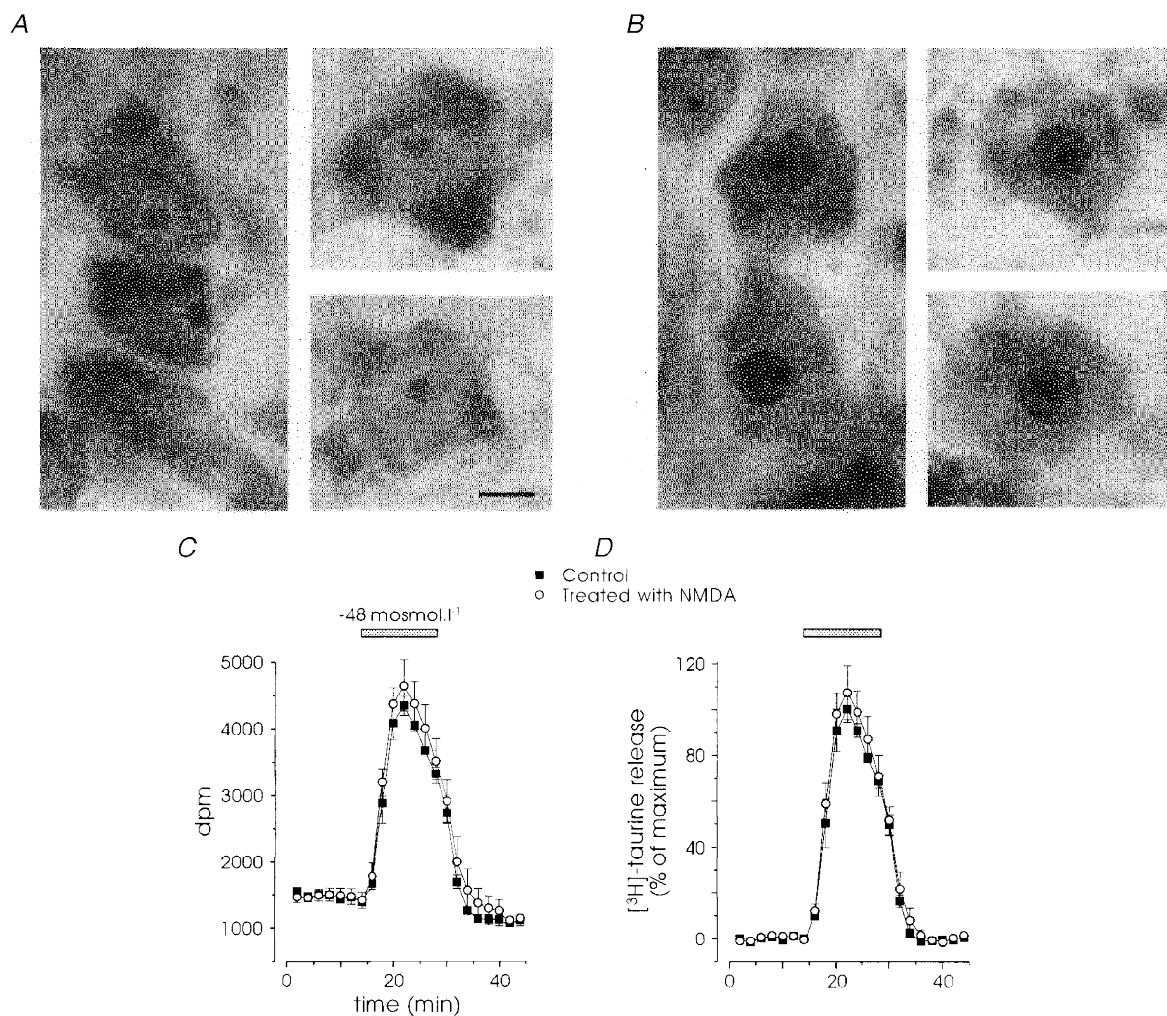 A
B
C
D
Control
Treated with NMDA
-48 mosmol.l⁻¹
5000
4000
3000
2000
1000
dpm
0
20
40
time (min)
120
80
40
0
[³H]-taurine release
(% of maximum)
0
20
40